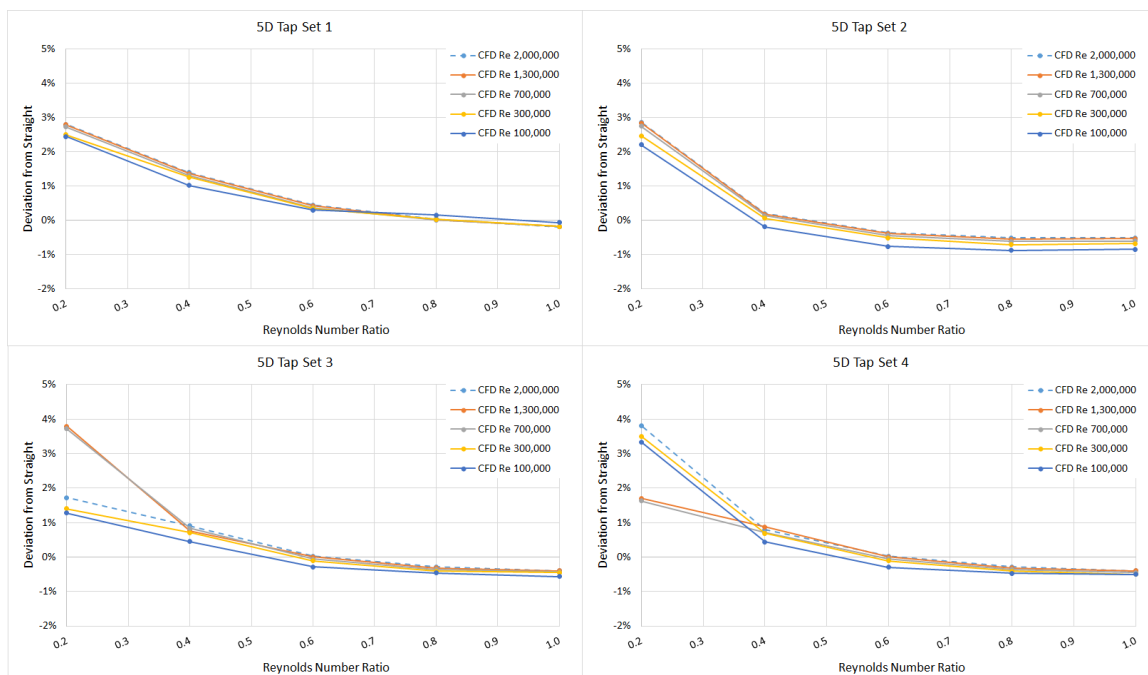 5D Tap Set 1
5%
4%
3%
2%
1%
0%
-1%
-2%
Deviation from Straight
0.2 0.3 0.4 0.5 0.6 0.7 0.8 0.9 1.0
Reynolds Number Ratio
CFD Re 2,000,000
CFD Re 1,300,000
CFD Re 700,000
CFD Re 300,000
CFD Re 100,000
5D Tap Set 2
5%
4%
3%
2%
1%
0%
-1%
-2%
Deviation from Straight
0.2 0.3 0.4 0.5 0.6 0.7 0.8 0.9 1.0
Reynolds Number Ratio
CFD Re 2,000,000
CFD Re 1,300,000
CFD Re 700,000
CFD Re 300,000
CFD Re 100,000
5D Tap Set 3
5%
4%
3%
2%
1%
0%
-1%
-2%
Deviation from Straight
0.2 0.3 0.4 0.5 0.6 0.7 0.8 0.9 1.0
Reynolds Number Ratio
CFD Re 2,000,000
CFD Re 1,300,000
CFD Re 700,000
CFD Re 300,000
CFD Re 100,000
5D Tap Set 4
5%
4%
3%
2%
1%
0%
-1%
-2%
Deviation from Straight
0.2 0.3 0.4 0.5 0.6 0.7 0.8 0.9 1.0
Reynolds Number Ratio
CFD Re 2,000,000
CFD Re 1,300,000
CFD Re 700,000
CFD Re 300,000
CFD Re 100,000